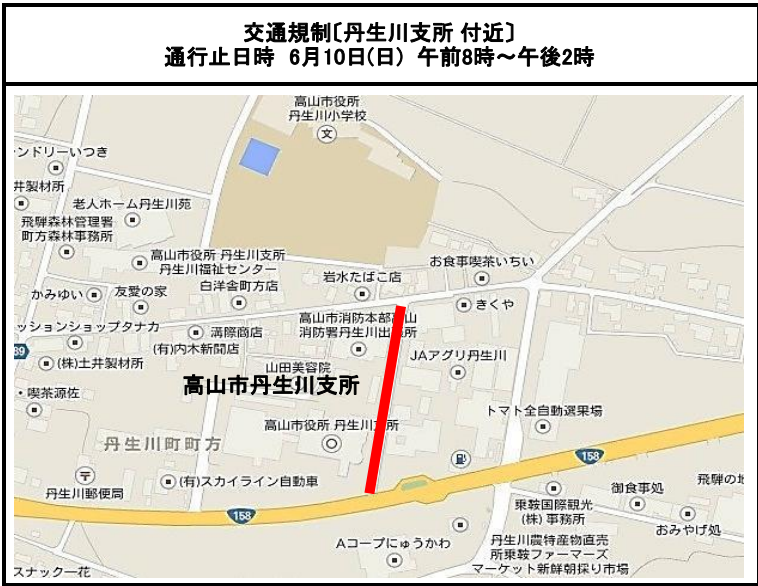 交通規制〔丹生川支所 付近〕
通行止日時 6月10日(日) 午前8時～午後2時
高山市役所
丹生川小学校
文
ンドリーいつき
井製材所
老人ホーム丹生川苑
飛騨森林管理署
町方森林事務所
高山市役所 丹生川支所
丹生川福祉センター
お食事喫茶いちい
岩水たばこ店
白洋舎町方店
かみゆい
友愛の家
きくや
高山市消防本部高山
消防署丹生川出張所
ッションショップタナカ
溝際商店
(有)内木新聞店
89
(株)土井製材所
JAアグリ丹生川
山田美容院
高山市丹生川支所
・喫茶源佐
トマト全自動選果場
高山市役所 丹生川支所
丹生川町町方
158
丹生川郵便局
(有)スカイライン自動車
飛騨の地
御食事処
乗鞍国際観光
(株) 事務所
158
おみやげ処
Aコープにゅうかわ
丹生川農特産物直売
所乗鞍ファーマーズ
マーケット新鮮朝採り市場
スナック一花